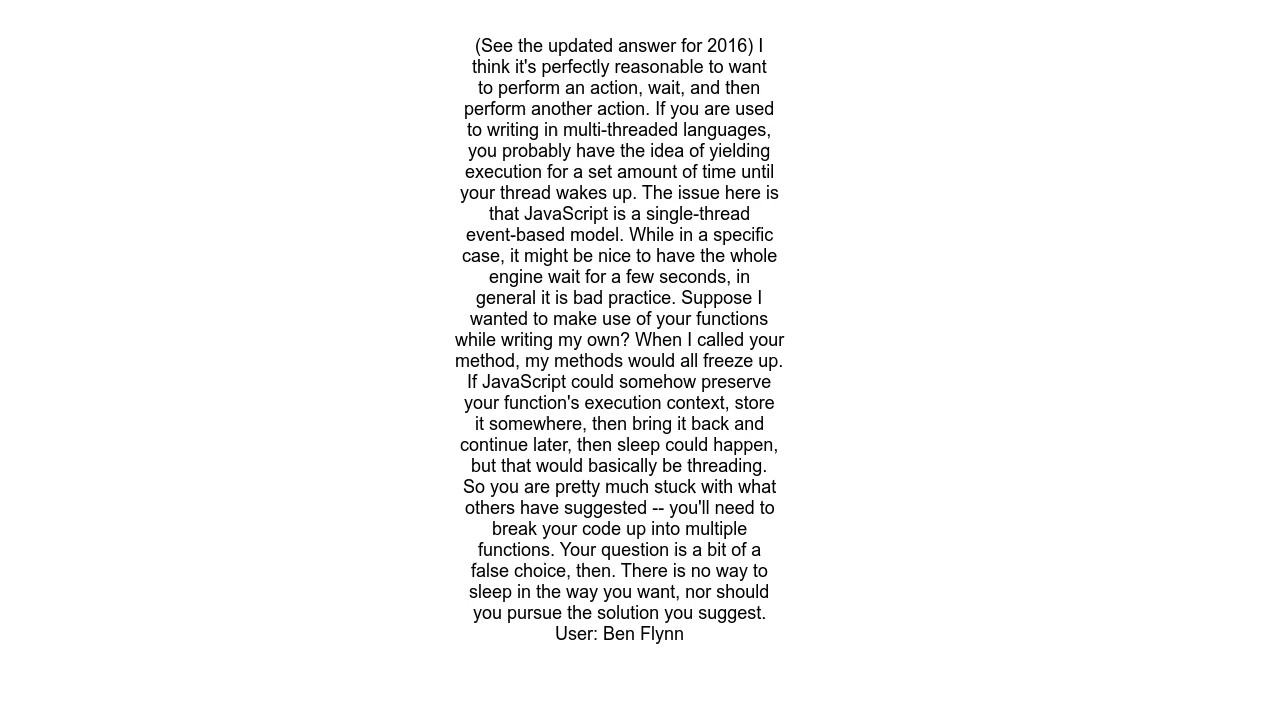 (See the updated answer for 2016) I
think it's perfectly reasonable to want
to perform an action, wait, and then
perform another action. If you are used
to writing in multi-threaded languages,
you probably have the idea of yielding
execution for a set amount of time until
your thread wakes up. The issue here is
that JavaScript is a single-thread
event-based model. While in a specific
case, it might be nice to have the whole
engine wait for a few seconds, in
general it is bad practice. Suppose I
wanted to make use of your functions
while writing my own? When I called your
method, my methods would all freeze up.
If JavaScript could somehow preserve
your function's execution context, store
it somewhere, then bring it back and
continue later, then sleep could happen,
but that would basically be threading.
So you are pretty much stuck with what
others have suggested -- you'll need to
break your code up into multiple
functions. Your question is a bit of a
false choice, then. There is no way to
sleep in the way you want, nor should
you pursue the solution you suggest.
User: Ben Flynn